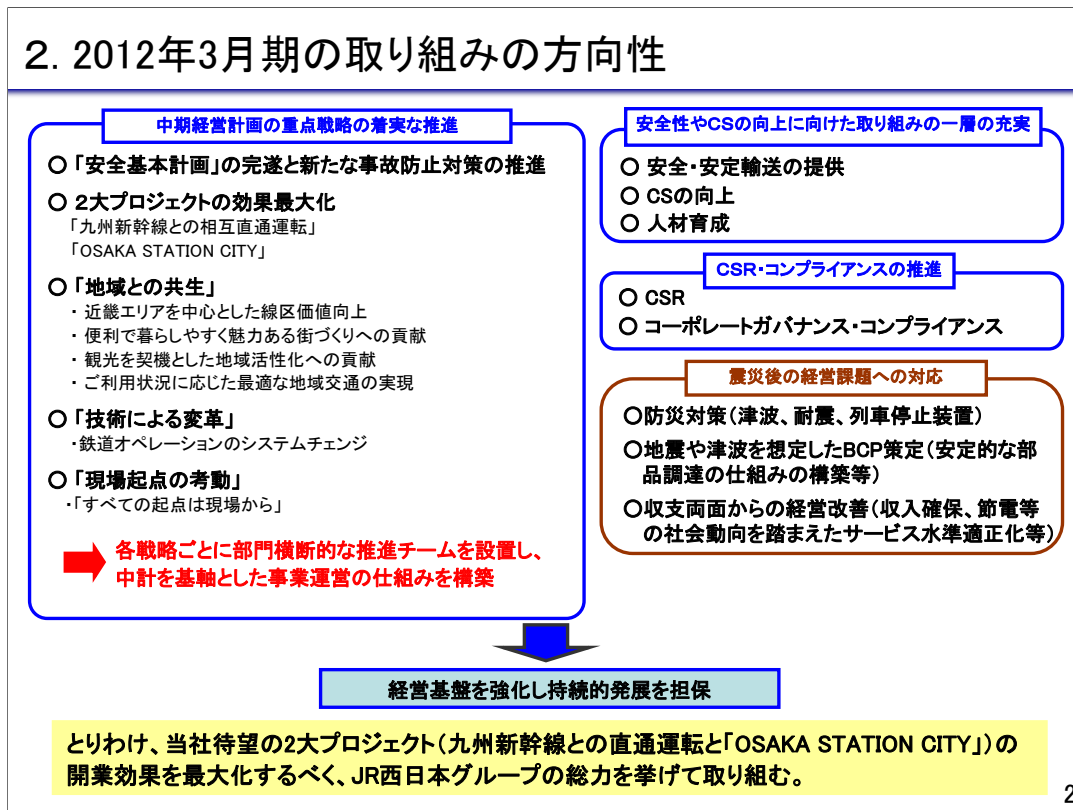 ２．2012年3月期の取り組みの方向性
中期経営計画の重点戦略の着実な推進
○「安全基本計画」の完遂と新たな事故防止対策の推進
○ ２大プロジェクトの効果最大化
「九州新幹線との相互直通運転」
「OSAKA STATION CITY」
○「地域との共生」
・ 近畿エリアを中心とした線区価値向上
・ 便利で暮らしやすく魅力ある街づくりへの貢献
・ 観光を契機とした地域活性化への貢献
・ ご利用状況に応じた最適な地域交通の実現
○「技術による変革」
・鉄道オペレーションのシステムチェンジ
○「現場起点の考動」
・「すべての起点は現場から」
各戦略ごとに部門横断的な推進チームを設置し、
中計を基軸とした事業運営の仕組みを構築
安全性やCSの向上に向けた取り組みの一層の充実
○ 安全・安定輸送の提供
○ CSの向上
○ 人材育成
CSR・コンプライアンスの推進
○ CSR
○ コーポレートガバナンス・コンプライアンス
震災後の経営課題への対応
○防災対策（津波、耐震、列車停止装置）
○地震や津波を想定したBCP策定（安定的な部
品調達の仕組みの構築等）
○収支両面からの経営改善（収入確保、節電等
の社会動向を踏まえたサービス水準適正化等）
経営基盤を強化し持続的発展を担保
とりわけ、当社待望の2大プロジェクト（九州新幹線との直通運転と「OSAKA STATION CITY」）の
開業効果を最大化するべく、JR西日本グループの総力を挙げて取り組む。
2